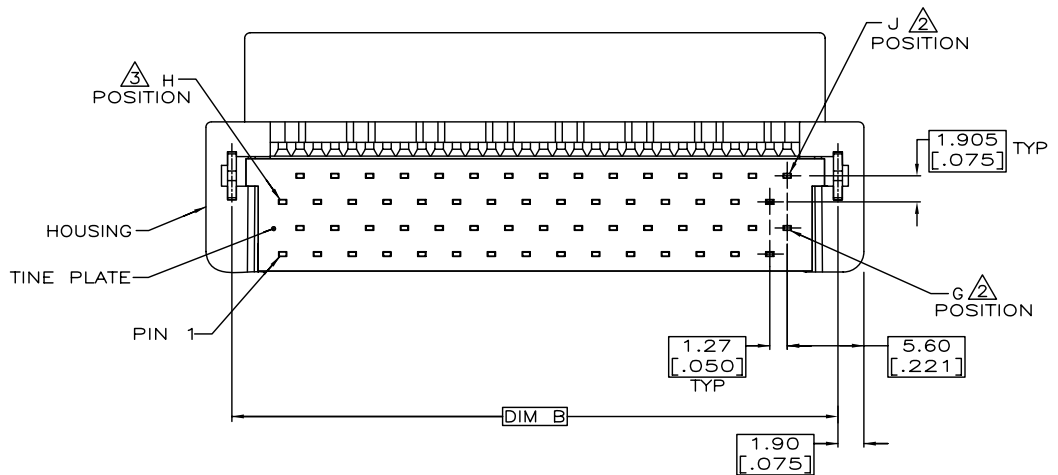 J 2
POSITION
3 H
POSITION
1.905
[.075] TYP
HOUSING
TINE PLATE
G 2
POSITION
PIN 1
1.27
[.050]
TYP
5.60
[.221]
DIM B
1.90
[.075]